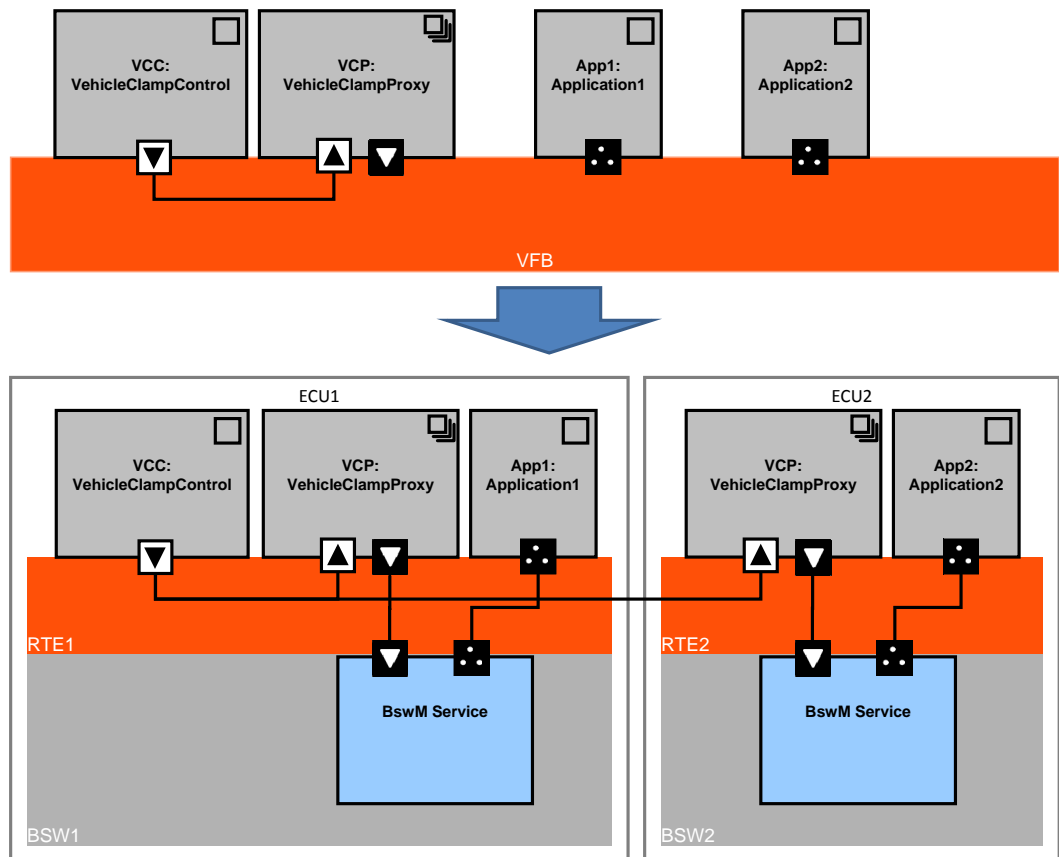 VCC:
VehicleClampControl
VCP:
VehicleClampProxy
App1:
Application1
App2:
Application2
VFB
ECU1
VCC:
VehicleClampControl
VCP:
VehicleClampProxy
App1:
Application1
RTE1
BswM Service
BSW1
ECU2
VCP:
VehicleClampProxy
App2:
Application2
RTE2
BswM Service
BSW2